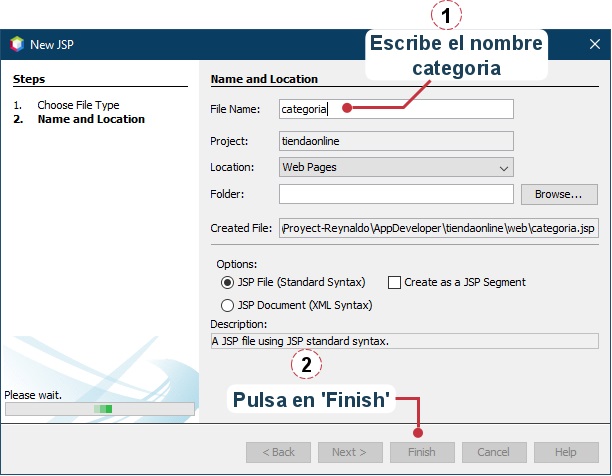 1
New JSP
Escribe el nombre
categoria
Steps
1. Choose File Type
2. Name and Location
Name and Location
File Name: categoria
Project: tiendaonline
Location: Web Pages
Folder: Browse...
Created File: \Proyect-Reynaldo\AppDeveloper\tiendaonline\web\categoria.jsp
Options:
JSP File (Standard Syntax) Create as a JSP Segment
JSP Document (XML Syntax)
Description:
A JSP file using JSP standard syntax.
2
Please wait.
Pulsa en 'Finish'
< Back Next > Finish Cancel Help